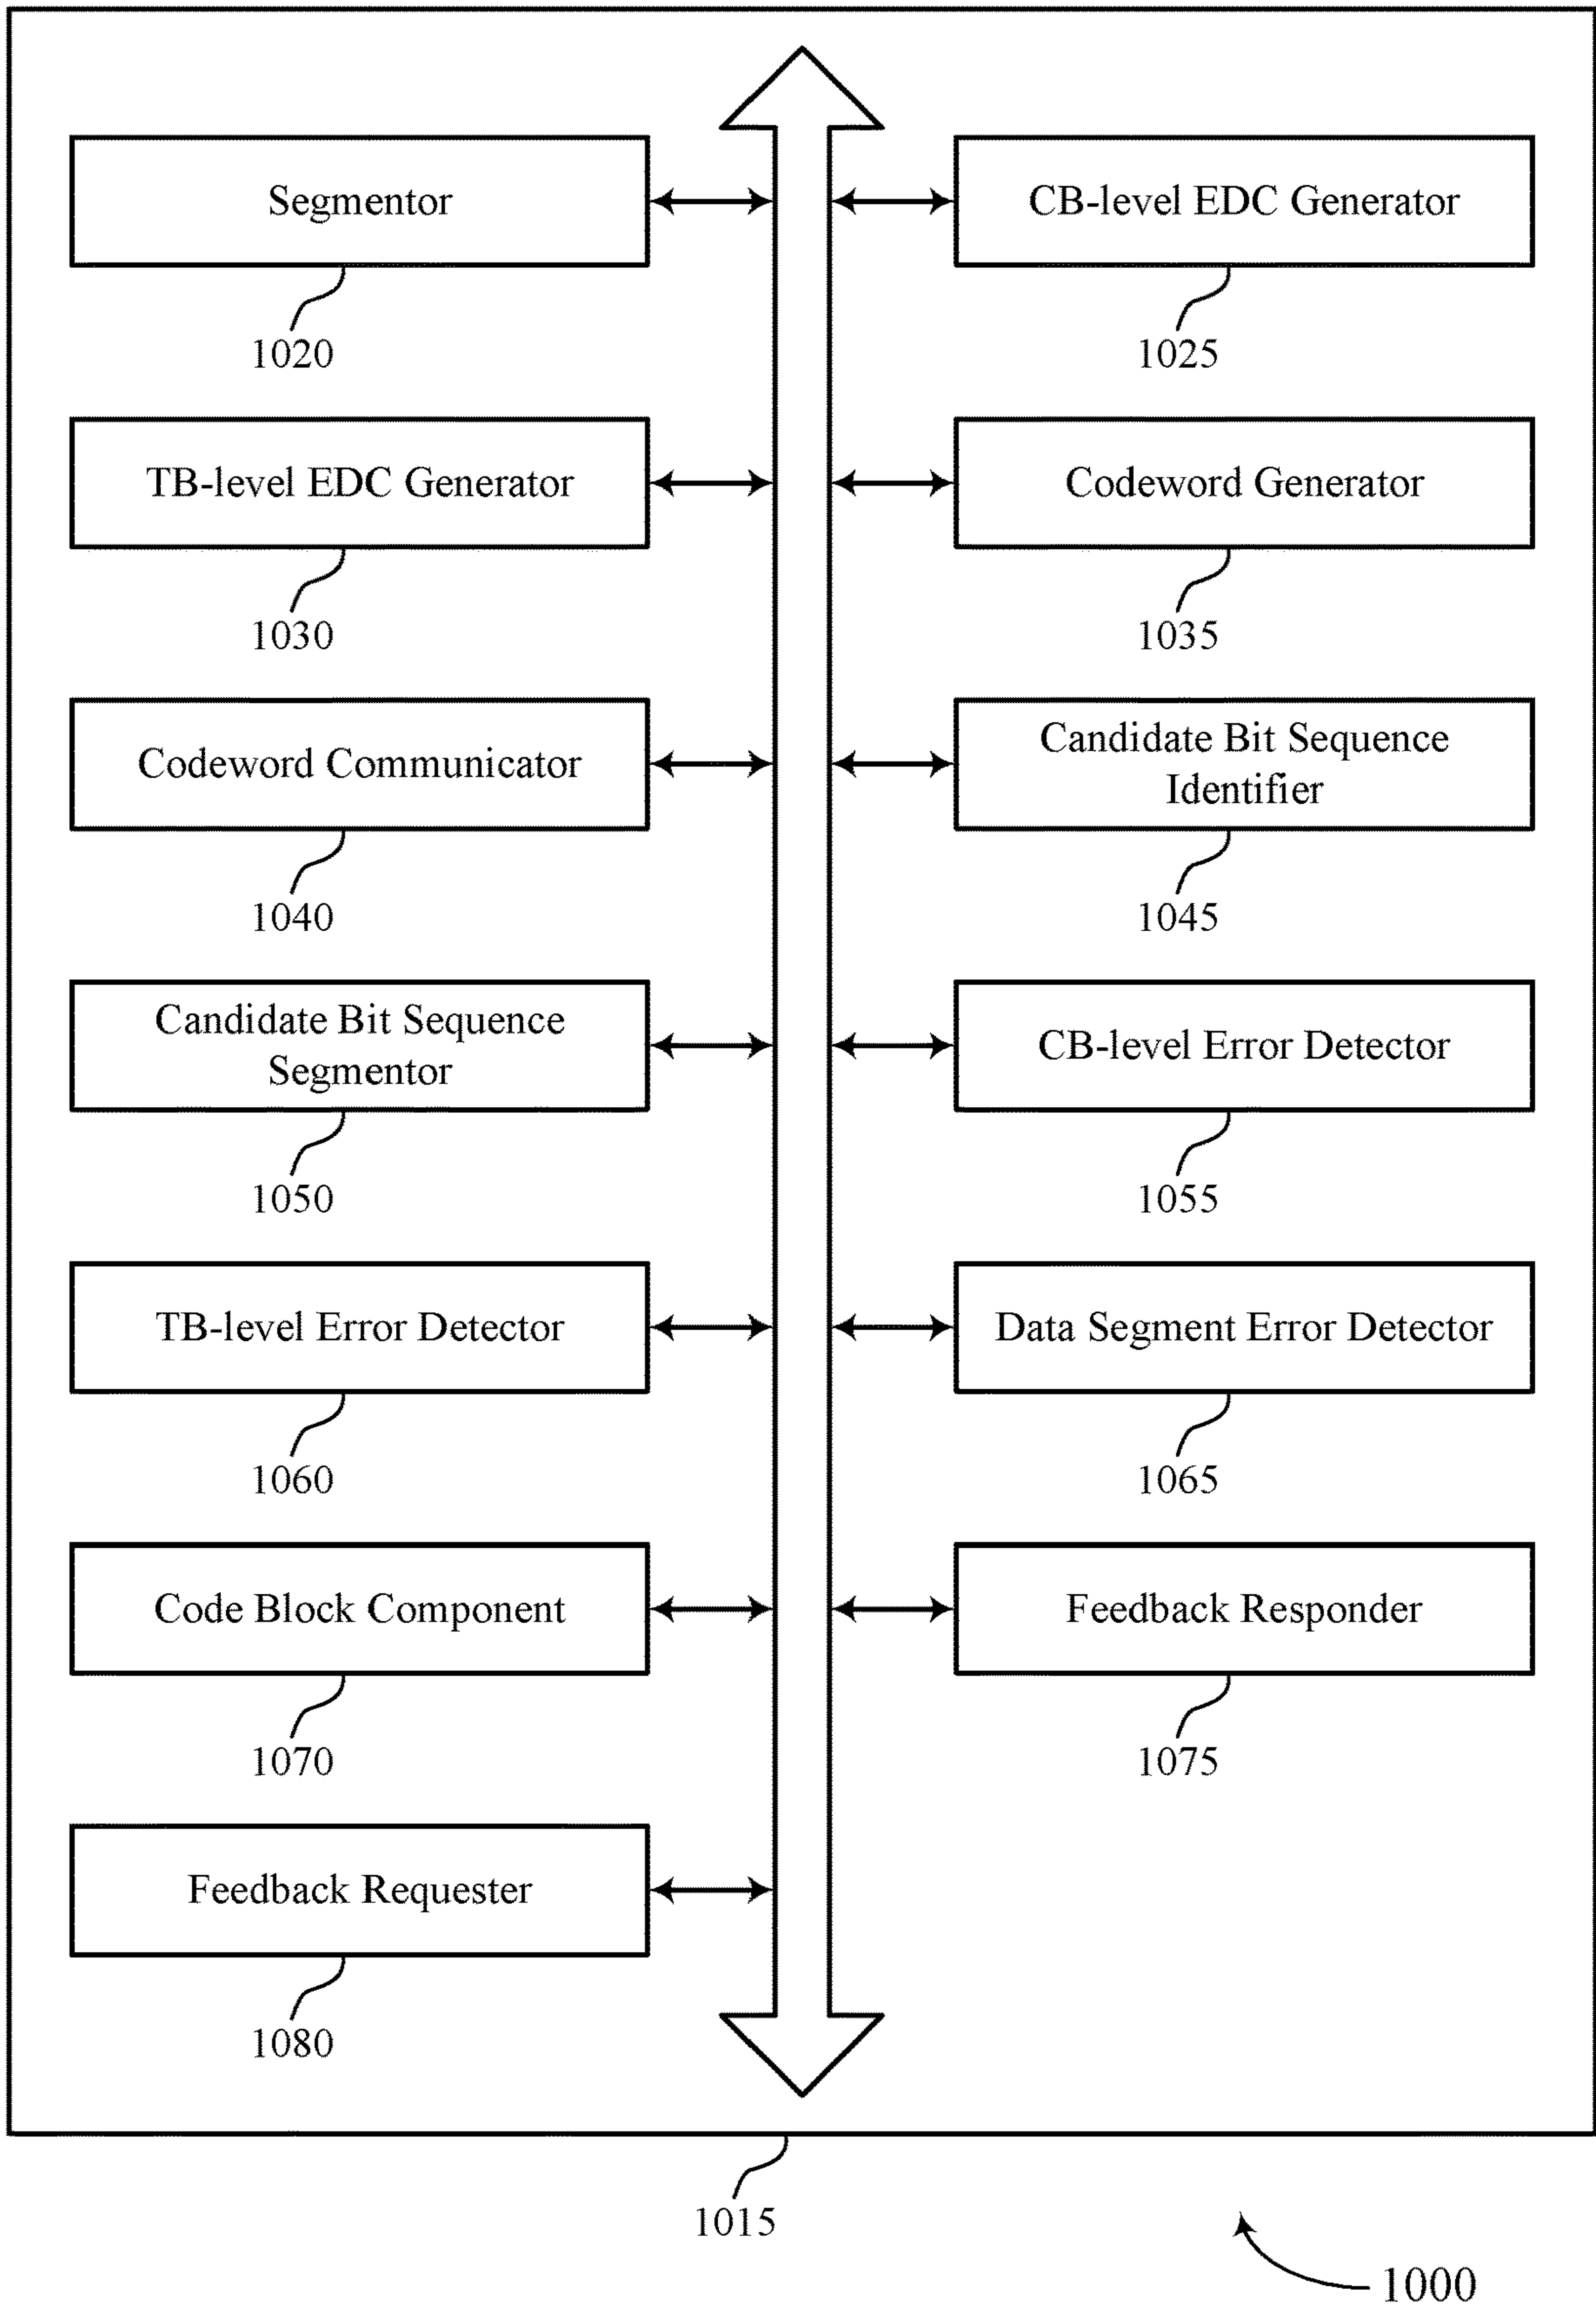 Segmentor
CB-level EDC Generator
1020
1025
TB-level EDC Generator
Codeword Generator
1030
1035
Codeword Communicator
Candidate Bit Sequence
Identifier
1040
1045
Candidate Bit Sequence
Segmentor
CB-level Error Detector
1050
1055
TB-level Error Detector
Data Segment Error Detector
1060
1065
Code Block Component
Feedback Responder
1070
1075
Feedback Requester
1080
1015
1000